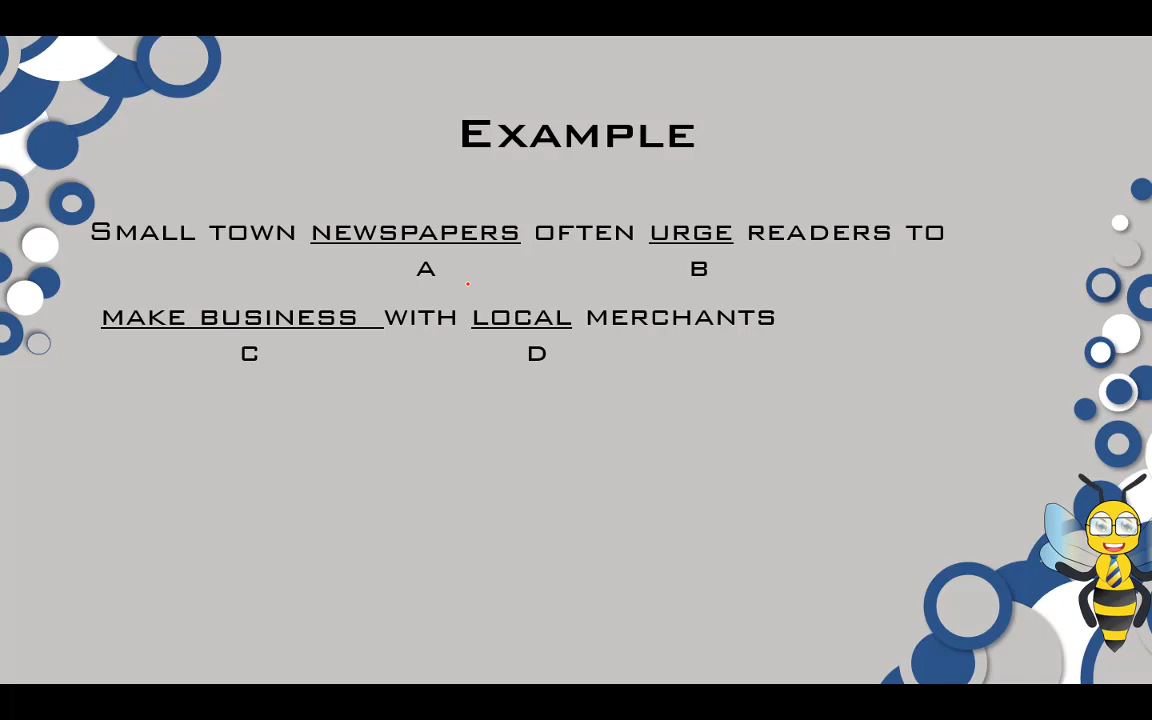 Example
Small town newspapers often urge readers to
A B
make business with local merchants
C D